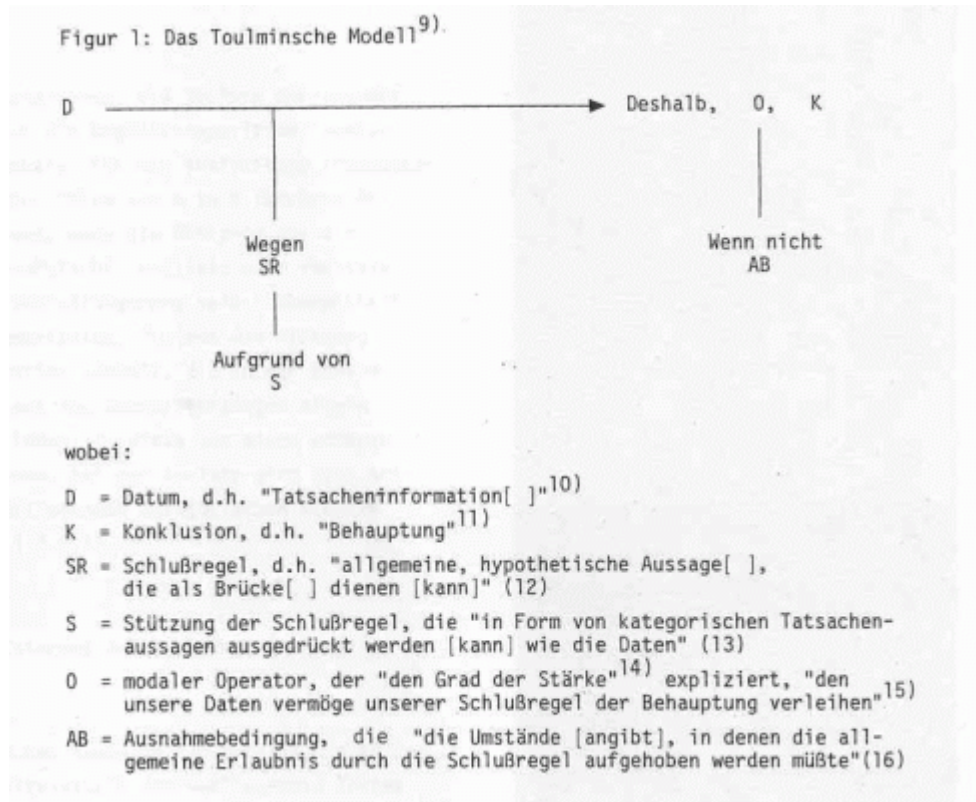 Figur 1: Das Toulminsche Modell9).
D Deshalb, O, K
Wegen Wenn nicht
SR AB
Aufgrund von
S
wobei:
D = Datum, d.h. "Tatsacheninformation[ ]"10)
K = Konklusion, d.h. "Behauptung"11)
SR = Schlußregel, d.h. "allgemeine, hypothetische Aussage[ ],
die als Brücke[ ] dienen [kann]" (12)
S = Stützung der Schlußregel, die "in Form von kategorischen Tatsachen-
aussagen ausgedrückt werden [kann] wie die Daten" (13)
O = modaler Operator, der "den Grad der Stärke"14) expliziert, "den
unsere Daten vermöge unserer Schlußregel der Behauptung verleihen"15)
AB = Ausnahmebedingung, die "die Umstände [angibt], in denen die all-
gemeine Erlaubnis durch die Schlußregel aufgehoben werden müßte"(16)